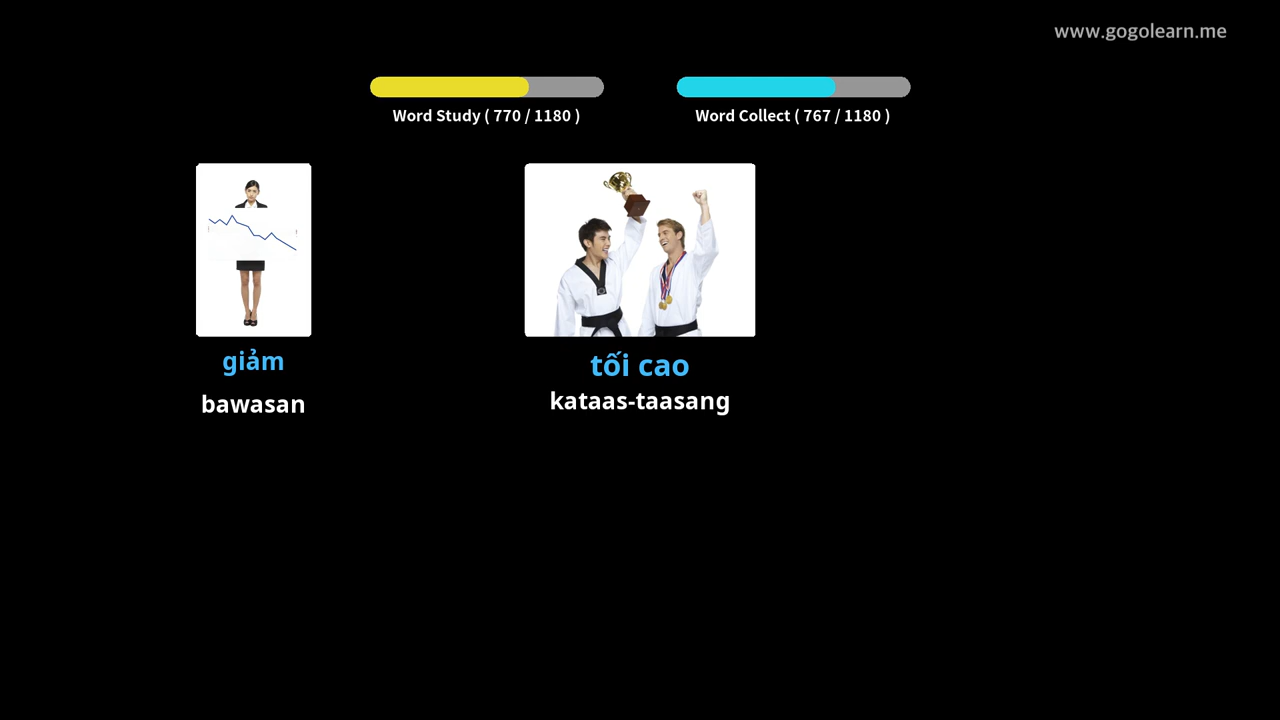 www.gogolearn.me
Word Study ( 770 / 1180 )
Word Collect ( 767 / 1180 )
giảm
bawasan
tối cao
kataas-taasang